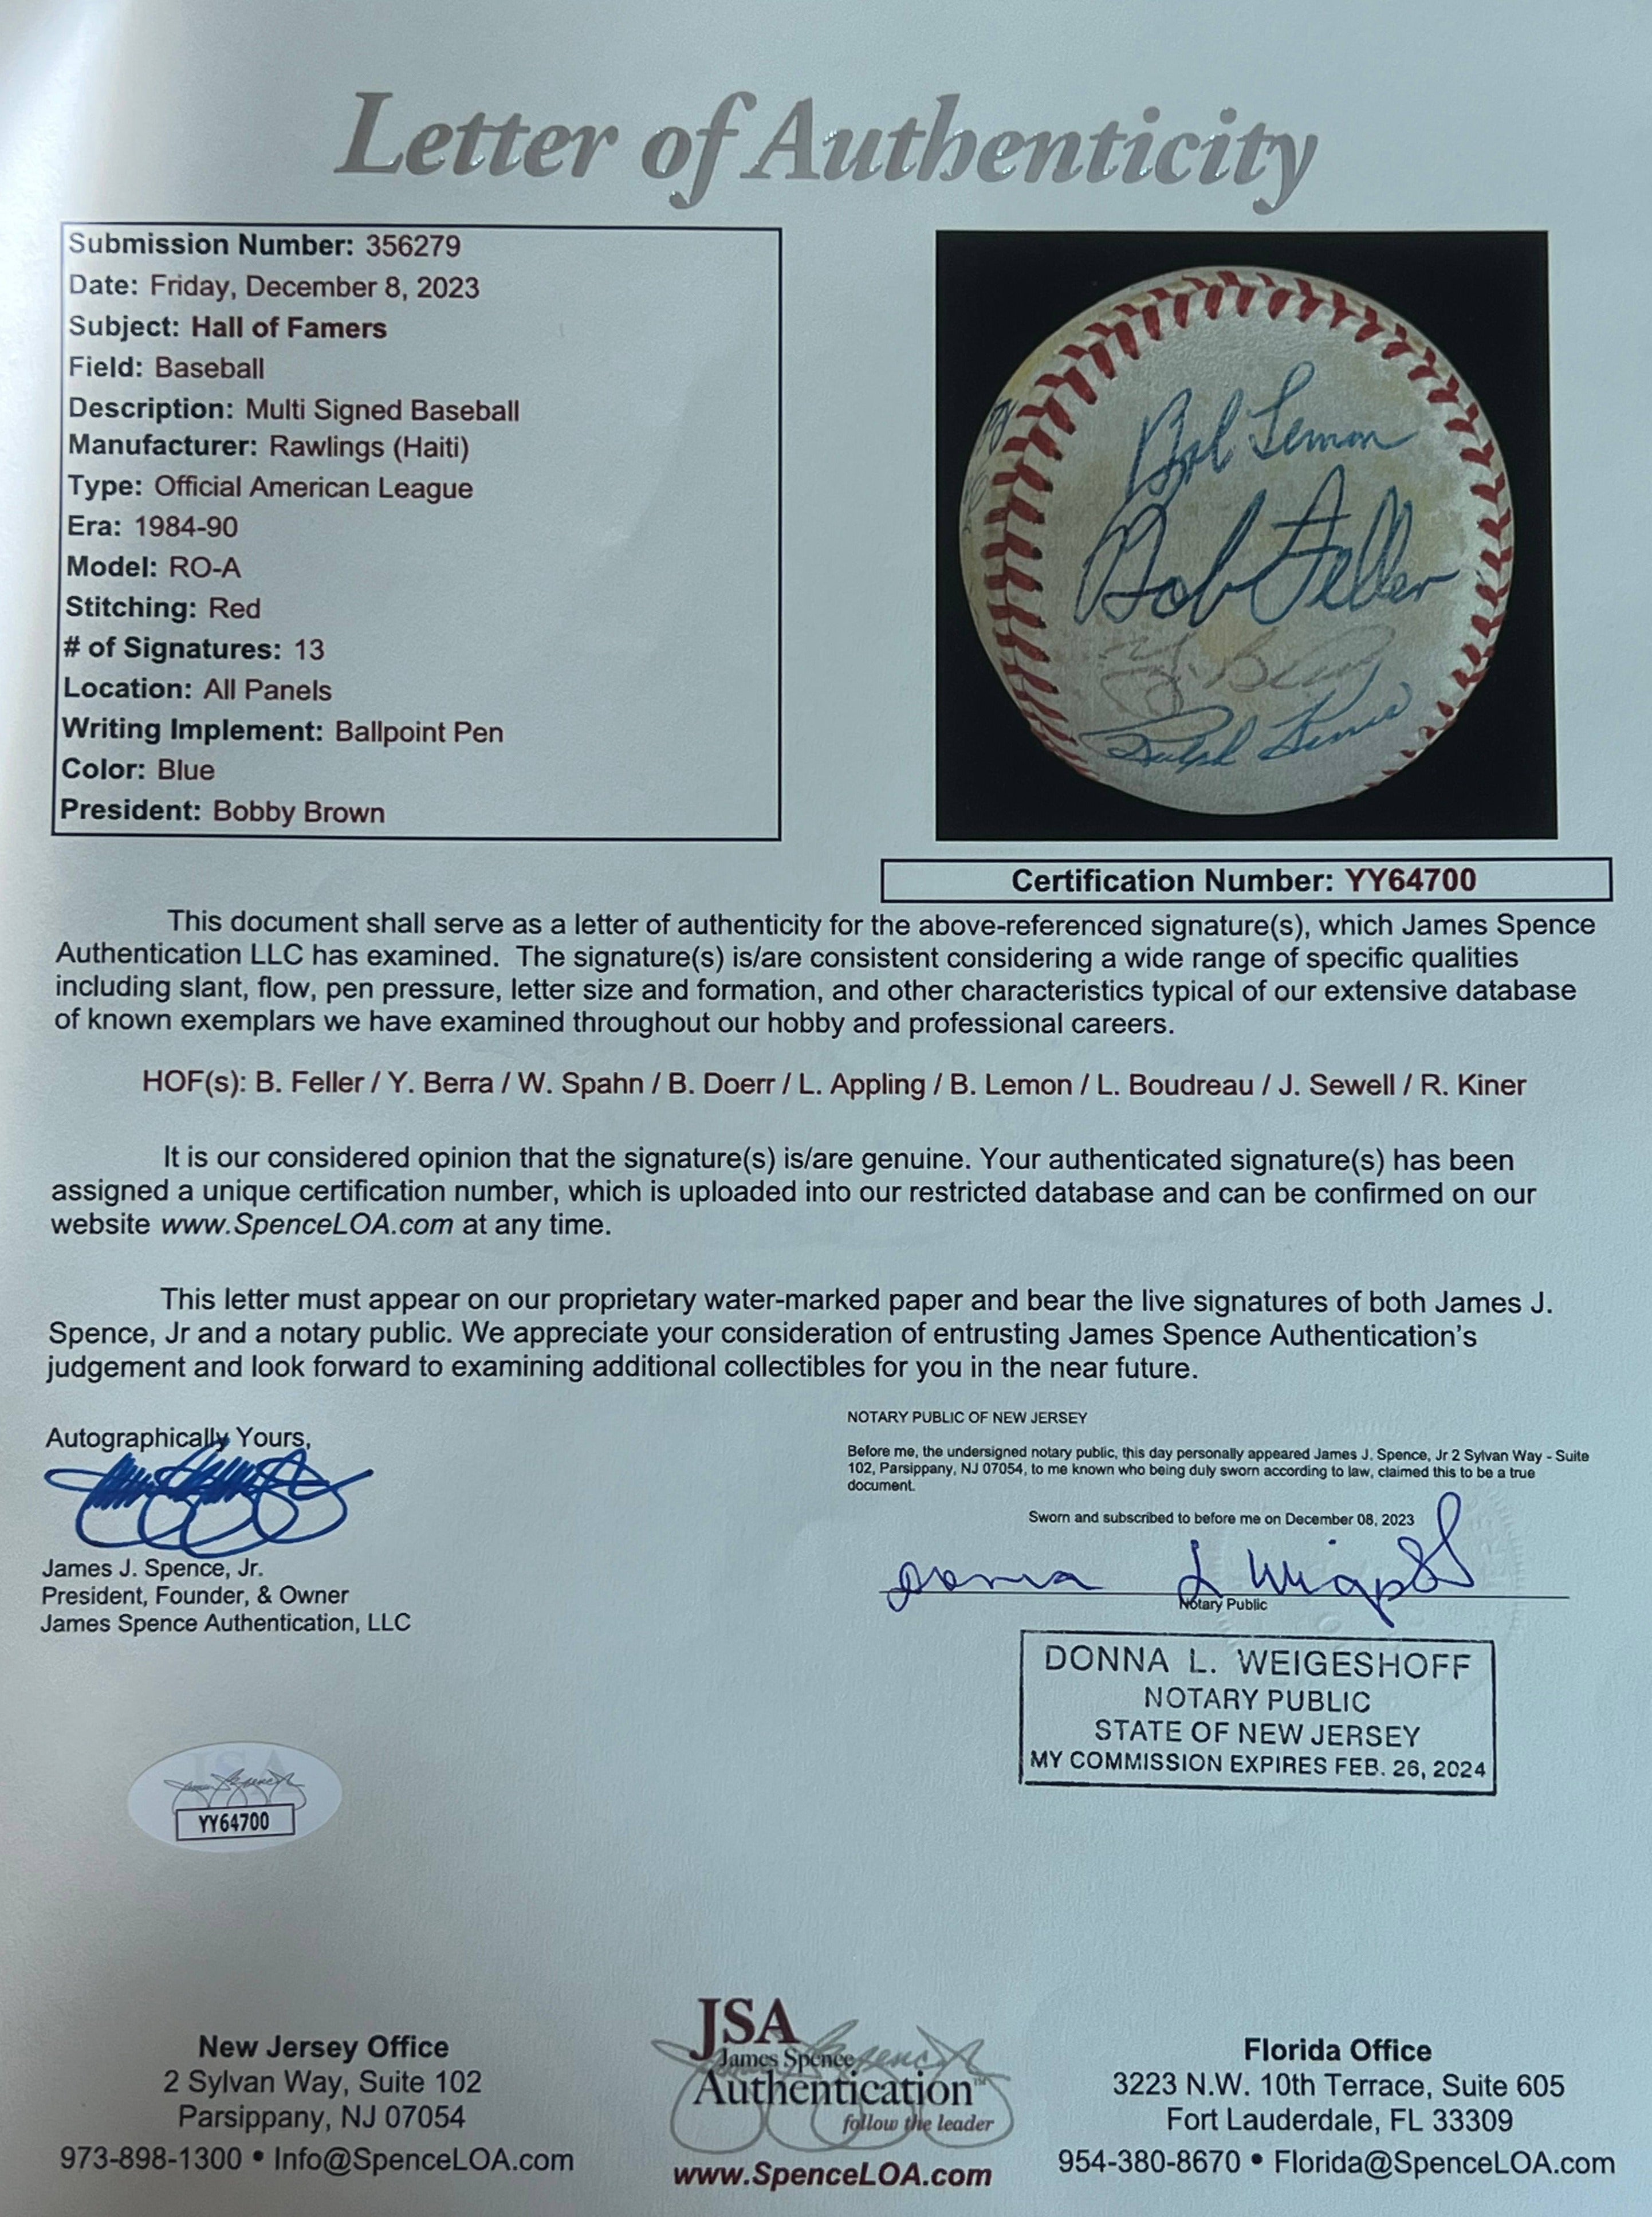 Letter of Authenticity
Submission Number: 356279
Date: Friday, December 8, 2023
Subject: Hall of Famers
Field: Baseball
Description: Multi Signed Baseball
Manufacturer: Rawlings (Haiti)
Type: Official American League
Era: 1984-90
Model: RO-A
Stitching: Red
# of Signatures: 13
Location: All Panels
Writing Implement: Ballpoint Pen
Color: Blue
President: Bobby Brown
Bob Lemon
Bob Feller
Ralph Kiner
Certification Number: YY64700
This document shall serve as a letter of authenticity for the above-referenced signature(s), which James Spence
Authentication LLC has examined. The signature(s) is/are consistent considering a wide range of specific qualities
including slant, flow, pen pressure, letter size and formation, and other characteristics typical of our extensive database
of known exemplars we have examined throughout our hobby and professional careers.
HOF(s): B. Feller / Y. Berra / W. Spahn / B. Doerr / L. Appling / B. Lemon / L. Boudreau / J. Sewell / R. Kiner
It is our considered opinion that the signature(s) is/are genuine. Your authenticated signature(s) has been
assigned a unique certification number, which is uploaded into our restricted database and can be confirmed on our
website www.SpenceLOA.com at any time.
This letter must appear on our proprietary water-marked paper and bear the live signatures of both James J.
Spence, Jr and a notary public. We appreciate your consideration of entrusting James Spence Authentication's
judgement and look forward to examining additional collectibles for you in the near future.
Autographically Yours,
James J. Spence, Jr.
President, Founder, & Owner
James Spence Authentication, LLC
NOTARY PUBLIC OF NEW JERSEY
Before me, the undersigned notary public, this day personally appeared James J. Spence, Jr 2 Sylvan Way - Suite
102, Parsippany, NJ 07054, to me known who being duly sworn according to law, claimed this to be a true
document.
Sworn and subscribed to before me on December 08, 2023
Notary Public
DONNA L. WEIGESHOFF
NOTARY PUBLIC
STATE OF NEW JERSEY
MY COMMISSION EXPIRES FEB. 26, 2024
JSA
YY64700
New Jersey Office
2 Sylvan Way, Suite 102
Parsippany, NJ 07054
973-898-1300 • Info@SpenceLOA.com
JSA
James Spence
Authentication™
follow the leader
www.SpenceLOA.com
Florida Office
3223 N.W. 10th Terrace, Suite 605
Fort Lauderdale, FL 33309
954-380-8670 • Florida@SpenceLOA.com